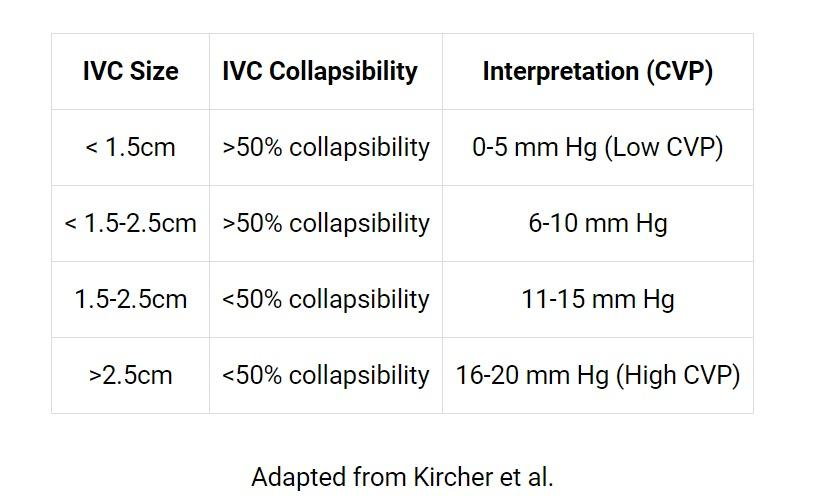 IVC Size IVC Collapsibility Interpretation (CVP)
< 1.5cm >50% collapsibility 0-5 mm Hg (Low CVP)
< 1.5-2.5cm >50% collapsibility 6-10 mm Hg
1.5-2.5cm <50% collapsibility 11-15 mm Hg
>2.5cm <50% collapsibility 16-20 mm Hg (High CVP)
Adapted from Kircher et al.